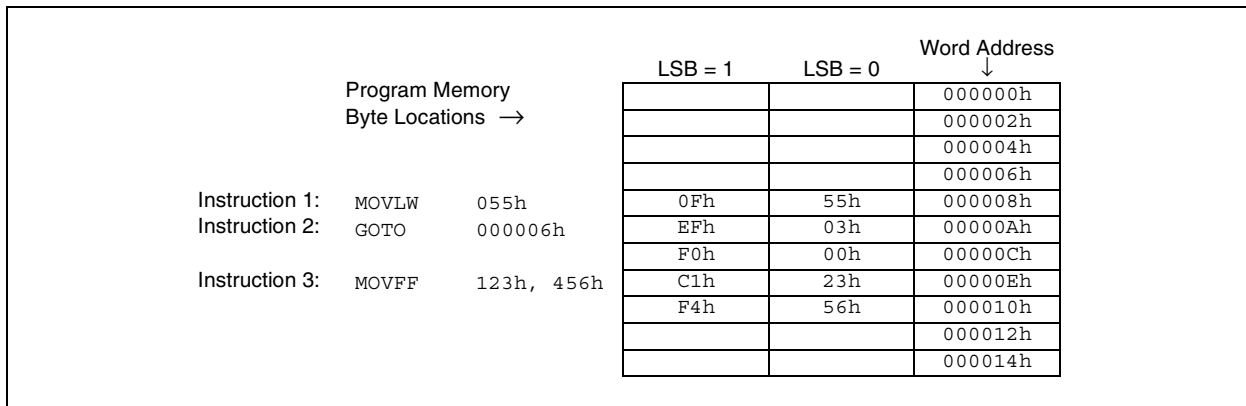 Word Address
LSB = 1 LSB = 0 ↓
Program Memory 000000h
Byte Locations → 000002h
000004h
000006h
Instruction 1: MOVLW 055h 0Fh 55h 000008h
Instruction 2: GOTO 000006h EFh 03h 00000Ah
F0h 00h 00000Ch
Instruction 3: MOVFF 123h, 456h C1h 23h 00000Eh
F4h 56h 000010h
000012h
000014h